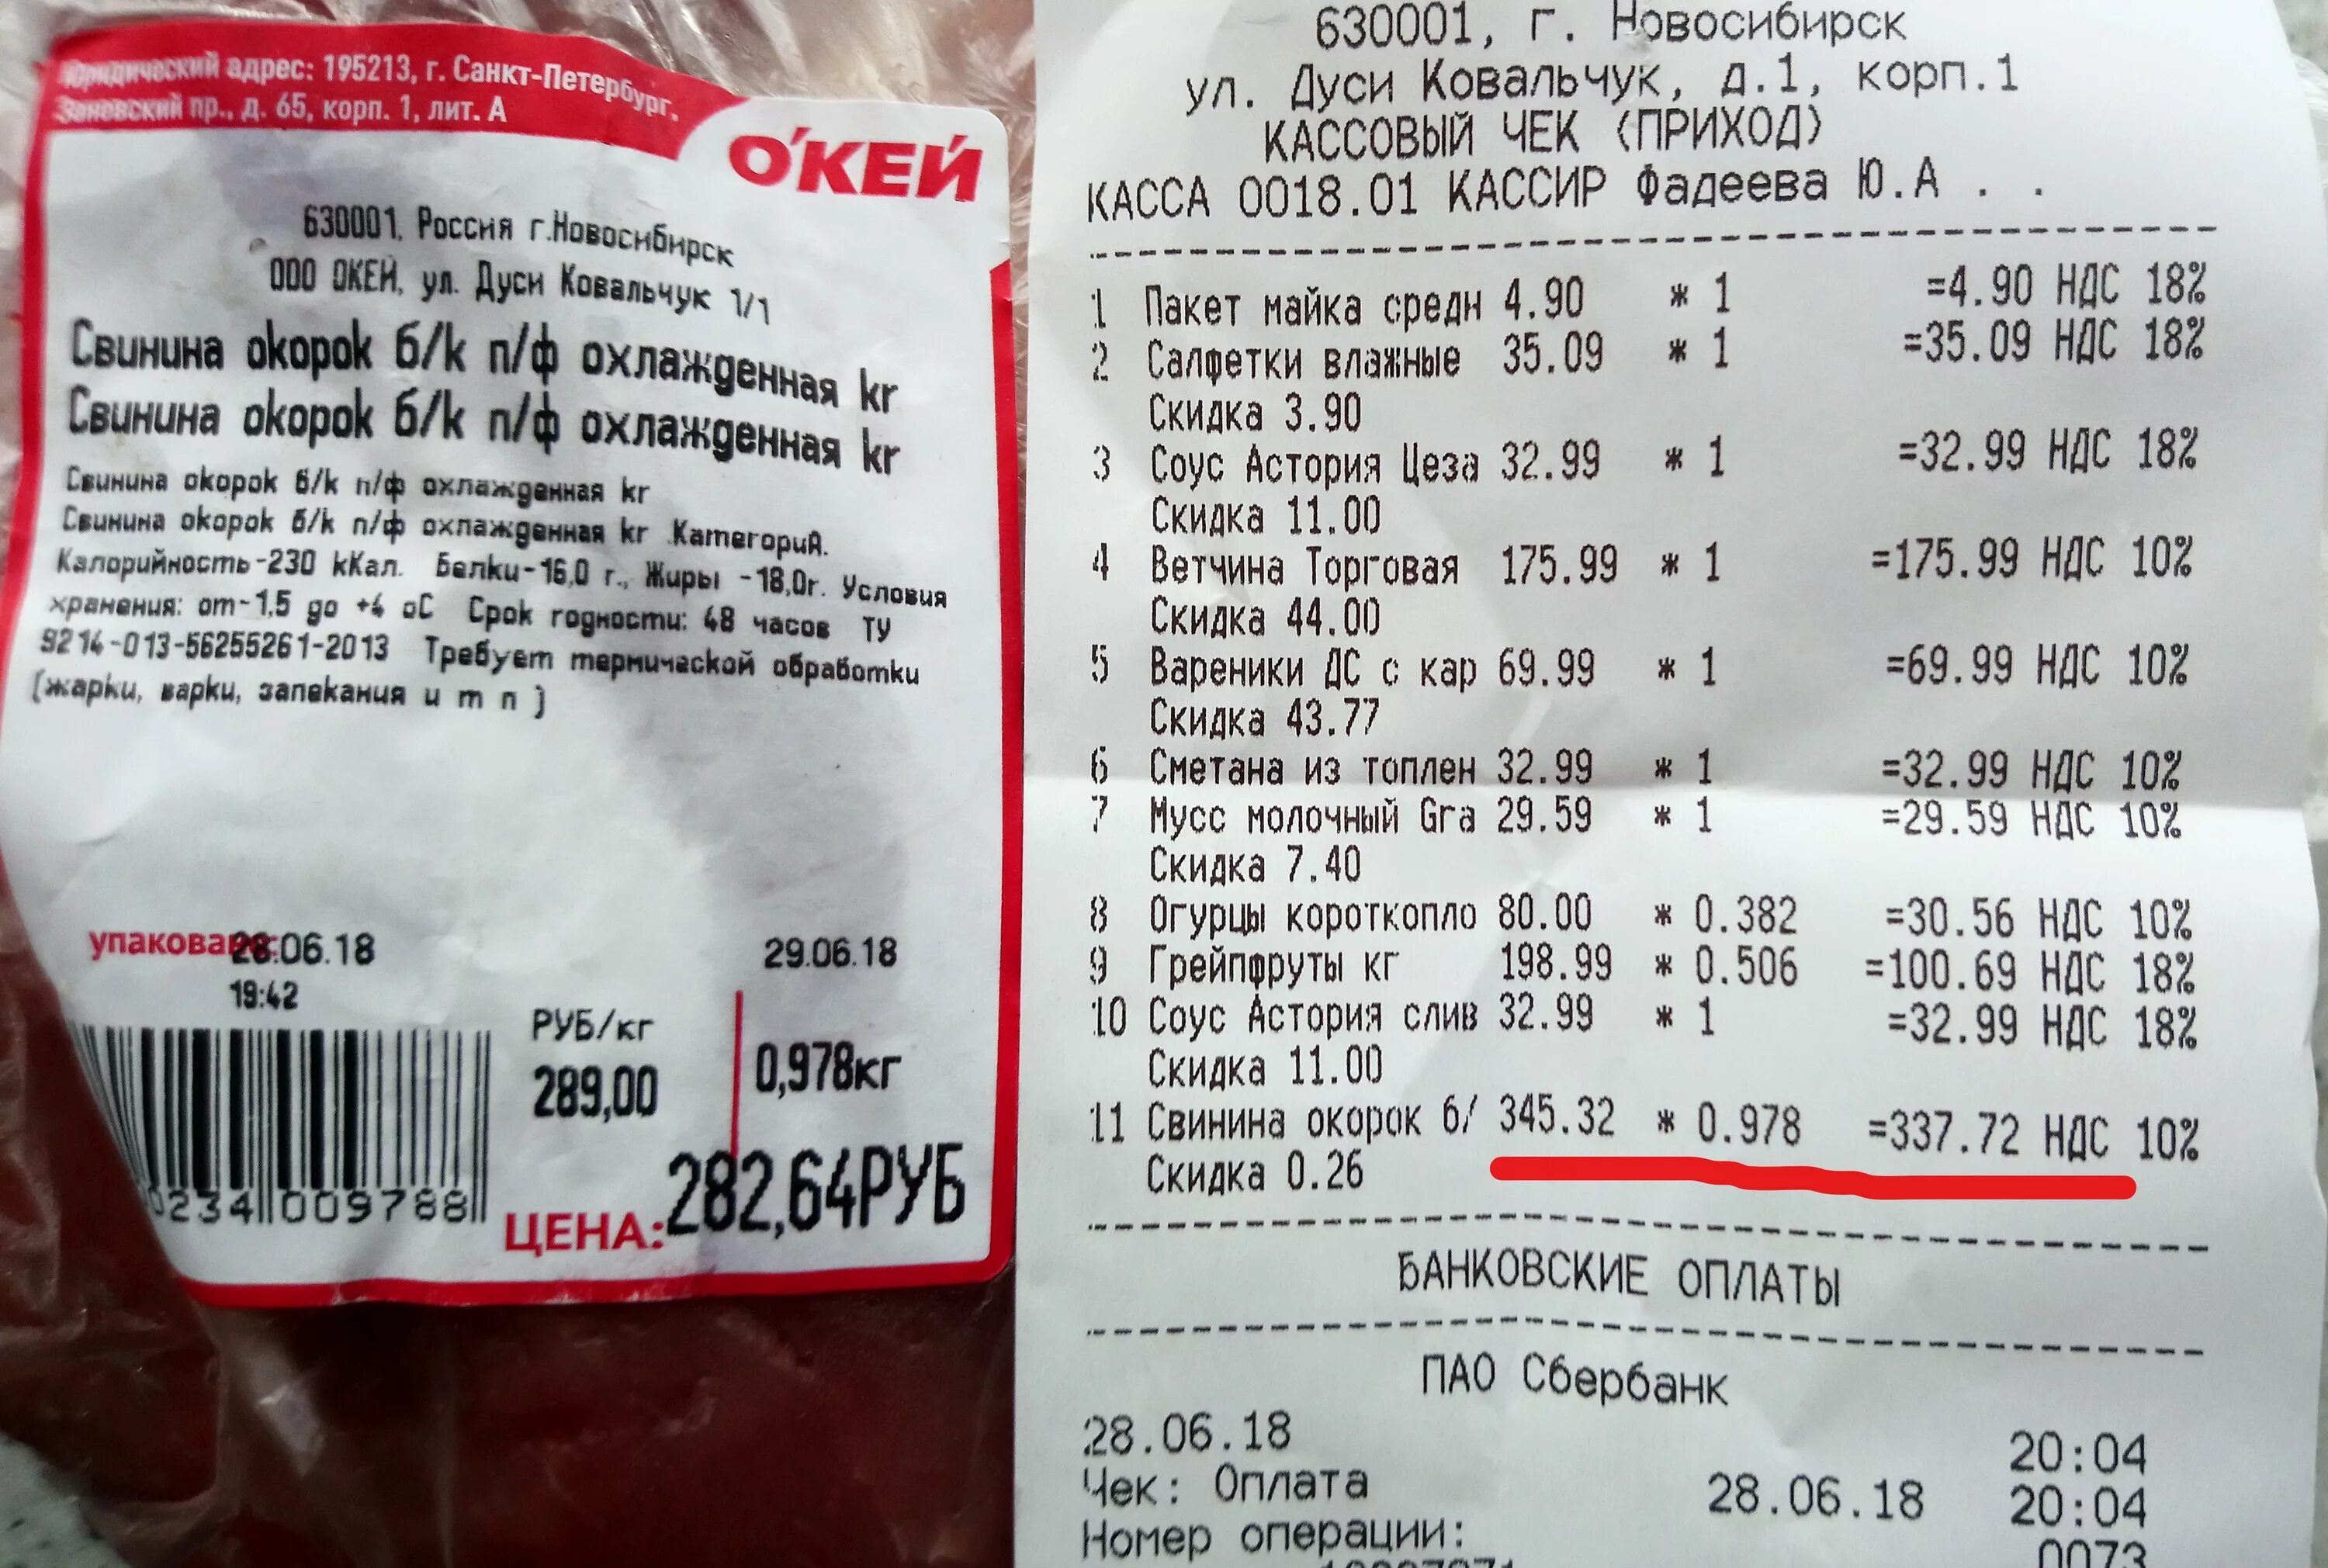 Юридический адрес: 195213, г. Санкт-Петербург,
Заневский пр., д. 65, корп. 1, лит. А
О'КЕЙ
630001, Россия г.Новосибирск
ООО ОКЕЙ, ул. Дуси Ковальчук 1/1
Свинина окорок б/к п/ф охлажденная kr
Свинина окорок б/к п/ф охлажденная kr
Свинина окорок б/к п/ф охлажденная kr
Свинина окорок б/к п/ф охлажденная kr .КатегорияА.
Калорийность-230 кКал. Белки-16,0 г., Жиры -18,0г. Условия
хранения: от-1,5 до +4 оС Срок годности: 48 часов ТУ
9214-013-56255261-2013 Требует термической обработки
(жарки, варки, запекания и т п )
упаковано: 28.06.18 29.06.18
19:42
РУБ/кг
289,00 0,978кг
0234 009788
ЦЕНА: 282,64РУБ
630001, г. Новосибирск
ул. Дуси Ковальчук, д.1, корп.1
КАССОВЫЙ ЧЕК (ПРИХОД)
КАССА 0018.01 КАССИР Фадеева Ю.А . .
1 Пакет майка средн 4.90 * 1 =4.90 НДС 18%
2 Салфетки влажные 35.09 * 1 =35.09 НДС 18%
Скидка 3.90
3 Соус Астория Цеза 32.99 * 1 =32.99 НДС 18%
Скидка 11.00
4 Ветчина Торговая 175.99 * 1 =175.99 НДС 10%
Скидка 44.00
5 Вареники ДС с кар 69.99 * 1 =69.99 НДС 10%
Скидка 43.77
6 Сметана из топлен 32.99 * 1 =32.99 НДС 10%
7 Мусс молочный Gra 29.59 * 1 =29.59 НДС 10%
Скидка 7.40
8 Огурцы короткопло 80.00 * 0.382 =30.56 НДС 10%
9 Грейпфруты кг 198.99 * 0.506 =100.69 НДС 18%
10 Соус Астория слив 32.99 * 1 =32.99 НДС 18%
Скидка 11.00
11 Свинина окорок б/ 345.32 * 0.978 =337.72 НДС 10%
Скидка 0.26
БАНКОВСКИЕ ОПЛАТЫ
ПАО Сбербанк
28.06.18 20:04
Чек: Оплата 28.06.18 20:04
Номер операции: 0073